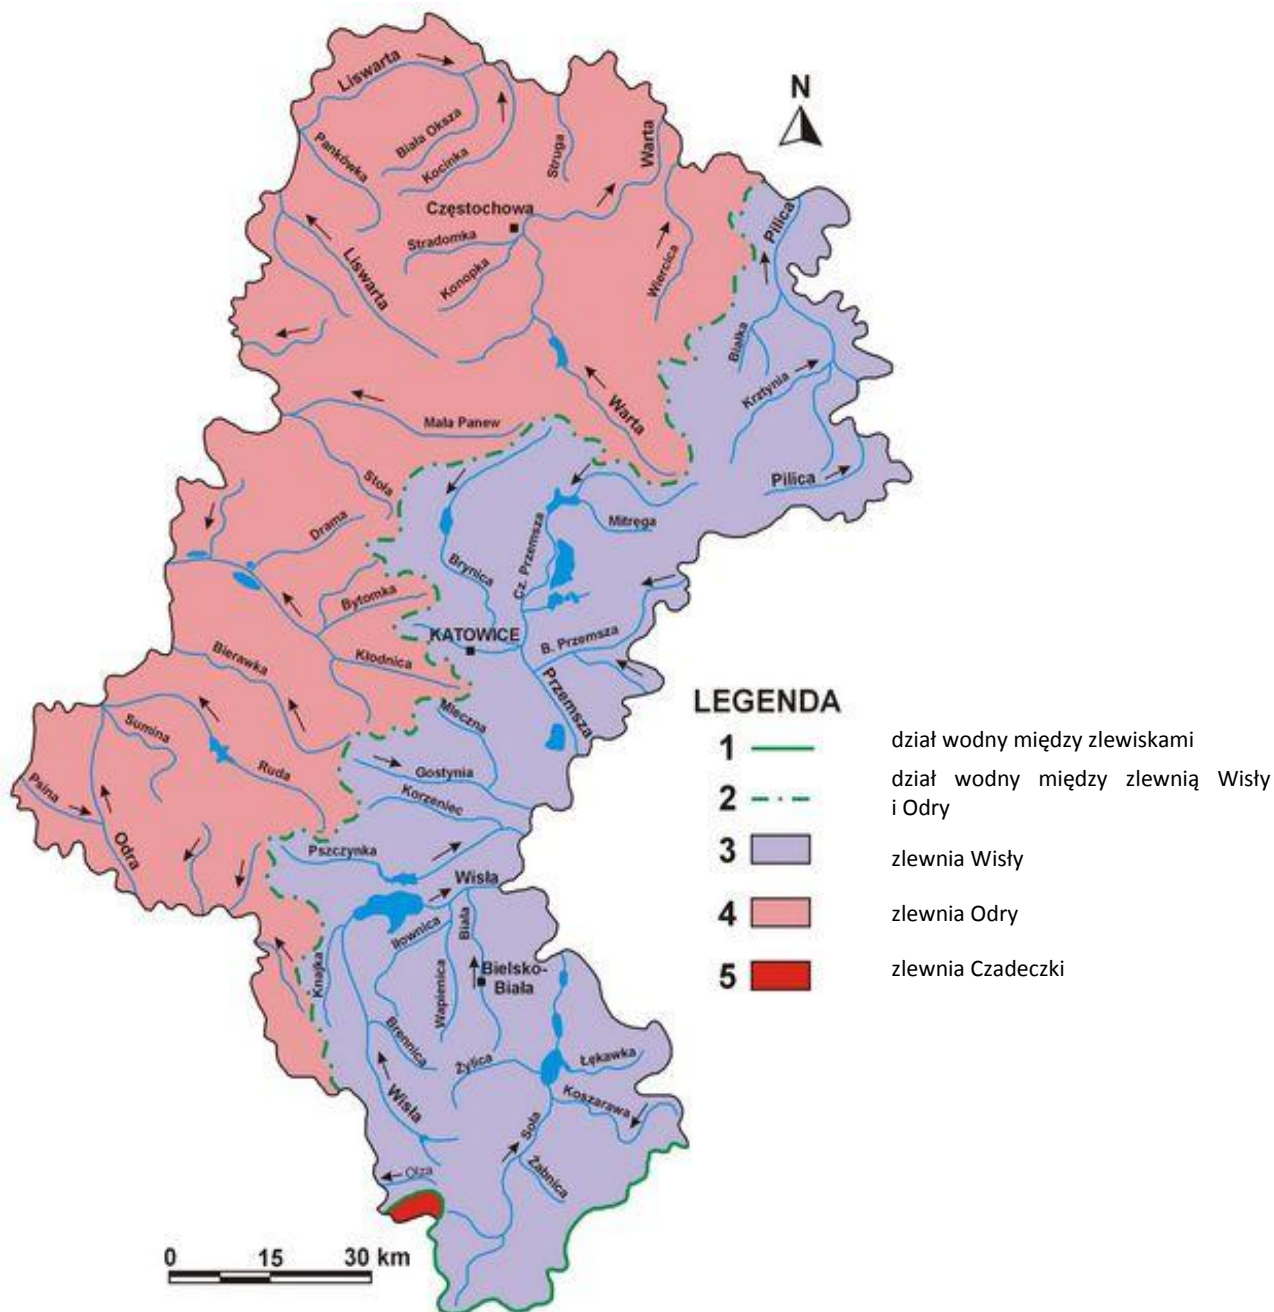 N
Liswarta
Pankówka
Biała Oksza
Kocinka
Struga
Warta
Częstochowa
Stradomka
Konopka
Liswarta
Wiercica
Pilica
Białka
Krztynia
Warta
Mała Panew
Pilica
Stoła
Drama
Mitręga
Brynica
Cz. Przemsza
Bytomka
KATOWICE
B. Przemsza
Kłodnica
Bierawka
Przemsza
Mleczna
Sumina
Ruda
Gostynia
Korzeniec
Psina
Odra
Pszczynka
Wisła
Iłownica
Biała
Knajka
Wapienica
Bielsko-
Biała
Brennica
Żylica
Łękawka
Koszarawa
Wisła
Soła
Żabnica
Olza
0 15 30 km
LEGENDA
1 dział wodny między zlewiskami
2 dział wodny między zlewnią Wisły
i Odry
3 zlewnia Wisły
4 zlewnia Odry
5 zlewnia Czadeczki